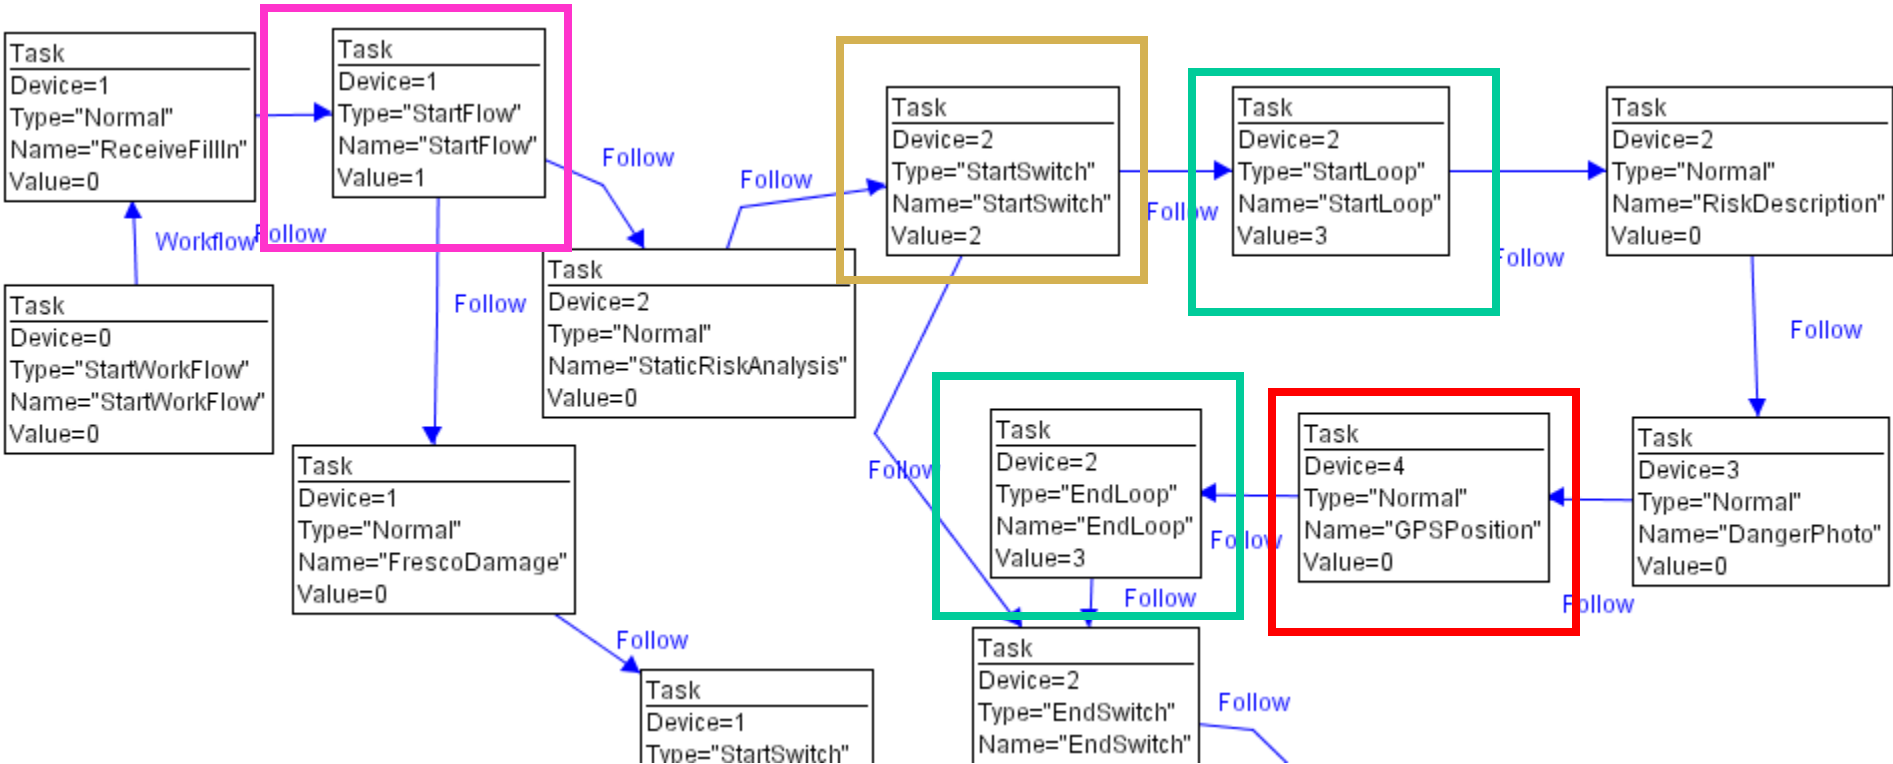 Task
Device=1
Type="Normal"
Name="ReceiveFillIn"
Value=0
Task
Device=1
Type="StartFlow"
Name="StartFlow"
Value=1
Follow
Follow
Task
Device=2
Type="StartSwitch"
Name="StartSwitch"
Value=2
Follow
Task
Device=2
Type="StartLoop"
Name="StartLoop"
Value=3
Follow
Task
Device=2
Type="Normal"
Name="RiskDescription"
Value=0
Workflow
Follow
Follow
Task
Device=0
Type="StartWorkFlow"
Name="StartWorkFlow"
Value=0
Follow
Task
Device=2
Type="Normal"
Name="StaticRiskAnalysis"
Value=0
Follow
Task
Device=2
Type="EndLoop"
Name="EndLoop"
Value=3
Follow
Task
Device=4
Type="Normal"
Name="GPSPosition"
Value=0
Follow
Task
Device=3
Type="Normal"
Name="DangerPhoto"
Value=0
Task
Device=1
Type="Normal"
Name="FrescoDamage"
Value=0
Follow
Follow
Follow
Task
Device=1
Type="StartSwitch"
Task
Device=2
Type="EndSwitch"
Name="EndSwitch"
Follow